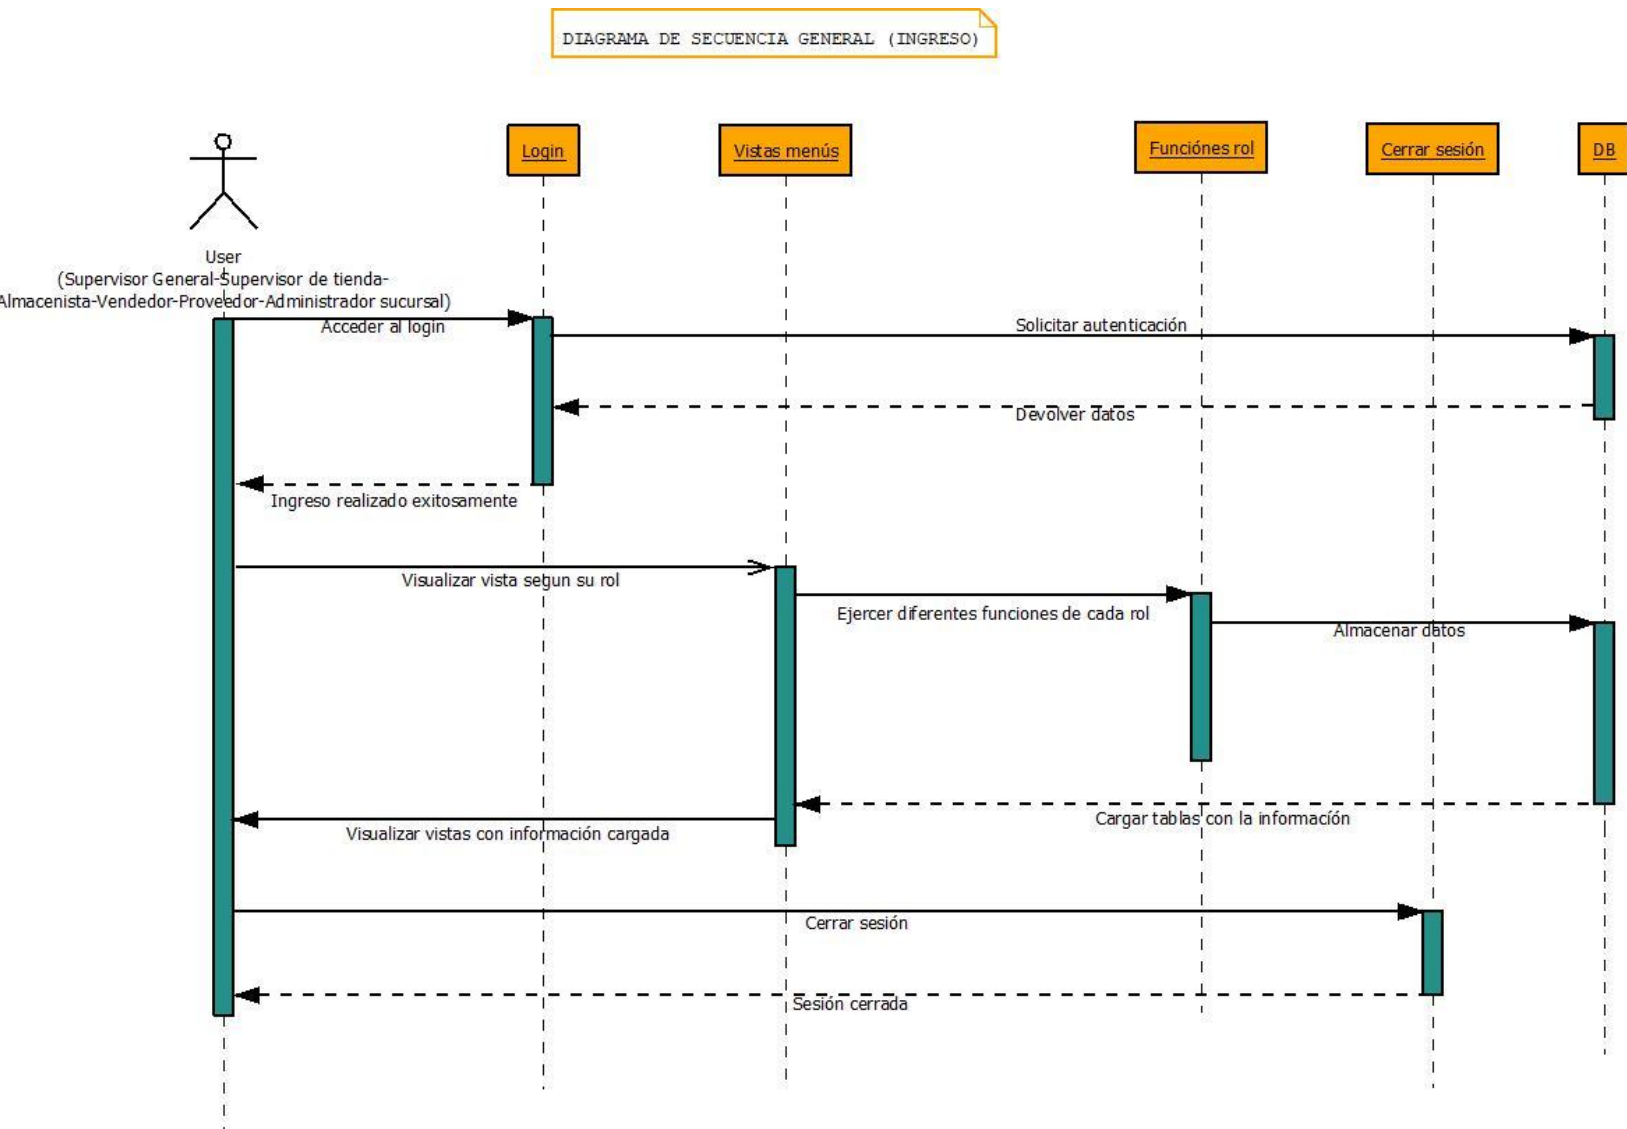 DIAGRAMA DE SECUENCIA GENERAL (INGRESO)
Login
Vistas menús
Funciónes rol
Cerrar sesión
DB
User
(Supervisor General-Supervisor de tienda-
Almacenista-Vendedor-Proveedor-Administrador sucursal)
Acceder al login
Solicitar autenticación
Devolver datos
Ingreso realizado exitosamente
Visualizar vista segun su rol
Ejercer diferentes funciones de cada rol
Almacenar datos
Cargar tablas con la informacíón
Visualizar vistas con información cargada
Cerrar sesión
Sesión cerrada